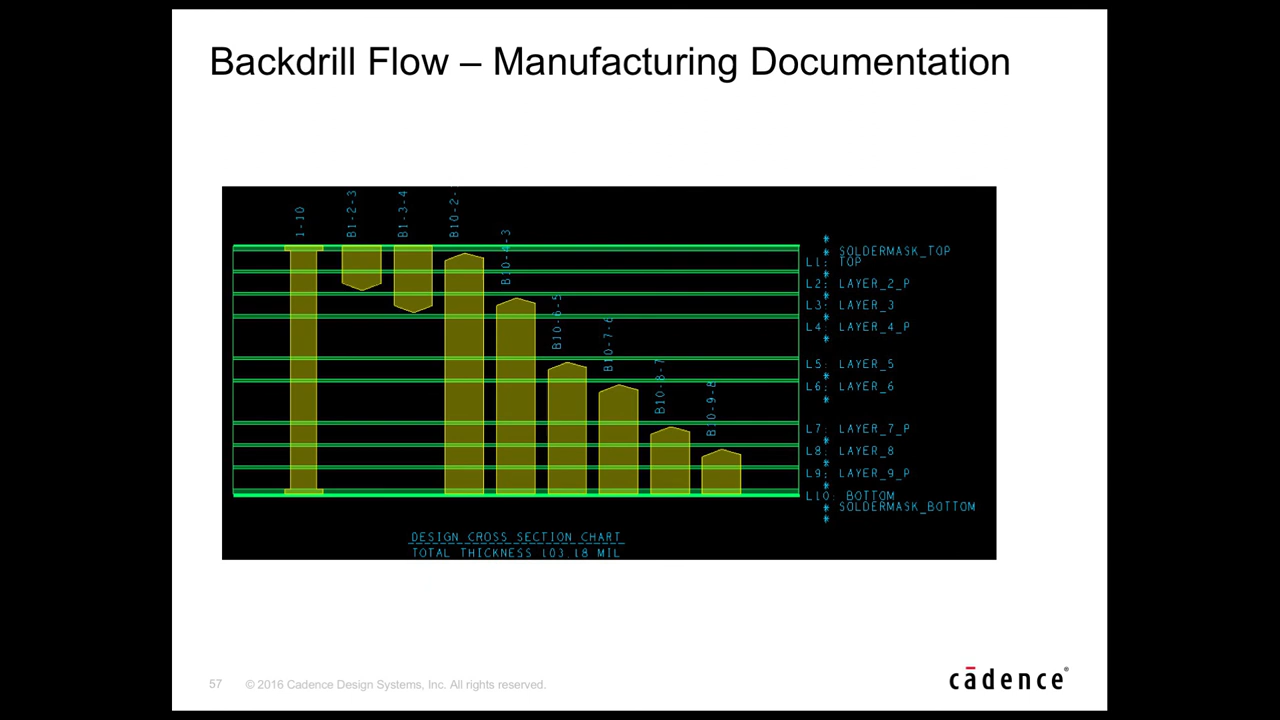 Backdrill Flow – Manufacturing Documentation
1-10
B1-2-3
B1-3-4
B10-2-
B10-4-3
B10-6-5
B10-7-6
B10-8-7
B10-9-8
*
* SOLDERMASK_TOP
L1: TOP
*
L2: LAYER_2_P
*
L3: LAYER_3
*
L4: LAYER_4_P
*
L5: LAYER_5
*
L6: LAYER_6
*
L7: LAYER_7_P
*
L8: LAYER_8
*
L9: LAYER_9_P
*
L10: BOTTOM
* SOLDERMASK_BOTTOM
*
DESIGN CROSS SECTION CHART
TOTAL THICKNESS 103.18 MIL
57 © 2016 Cadence Design Systems, Inc. All rights reserved.
cādence®